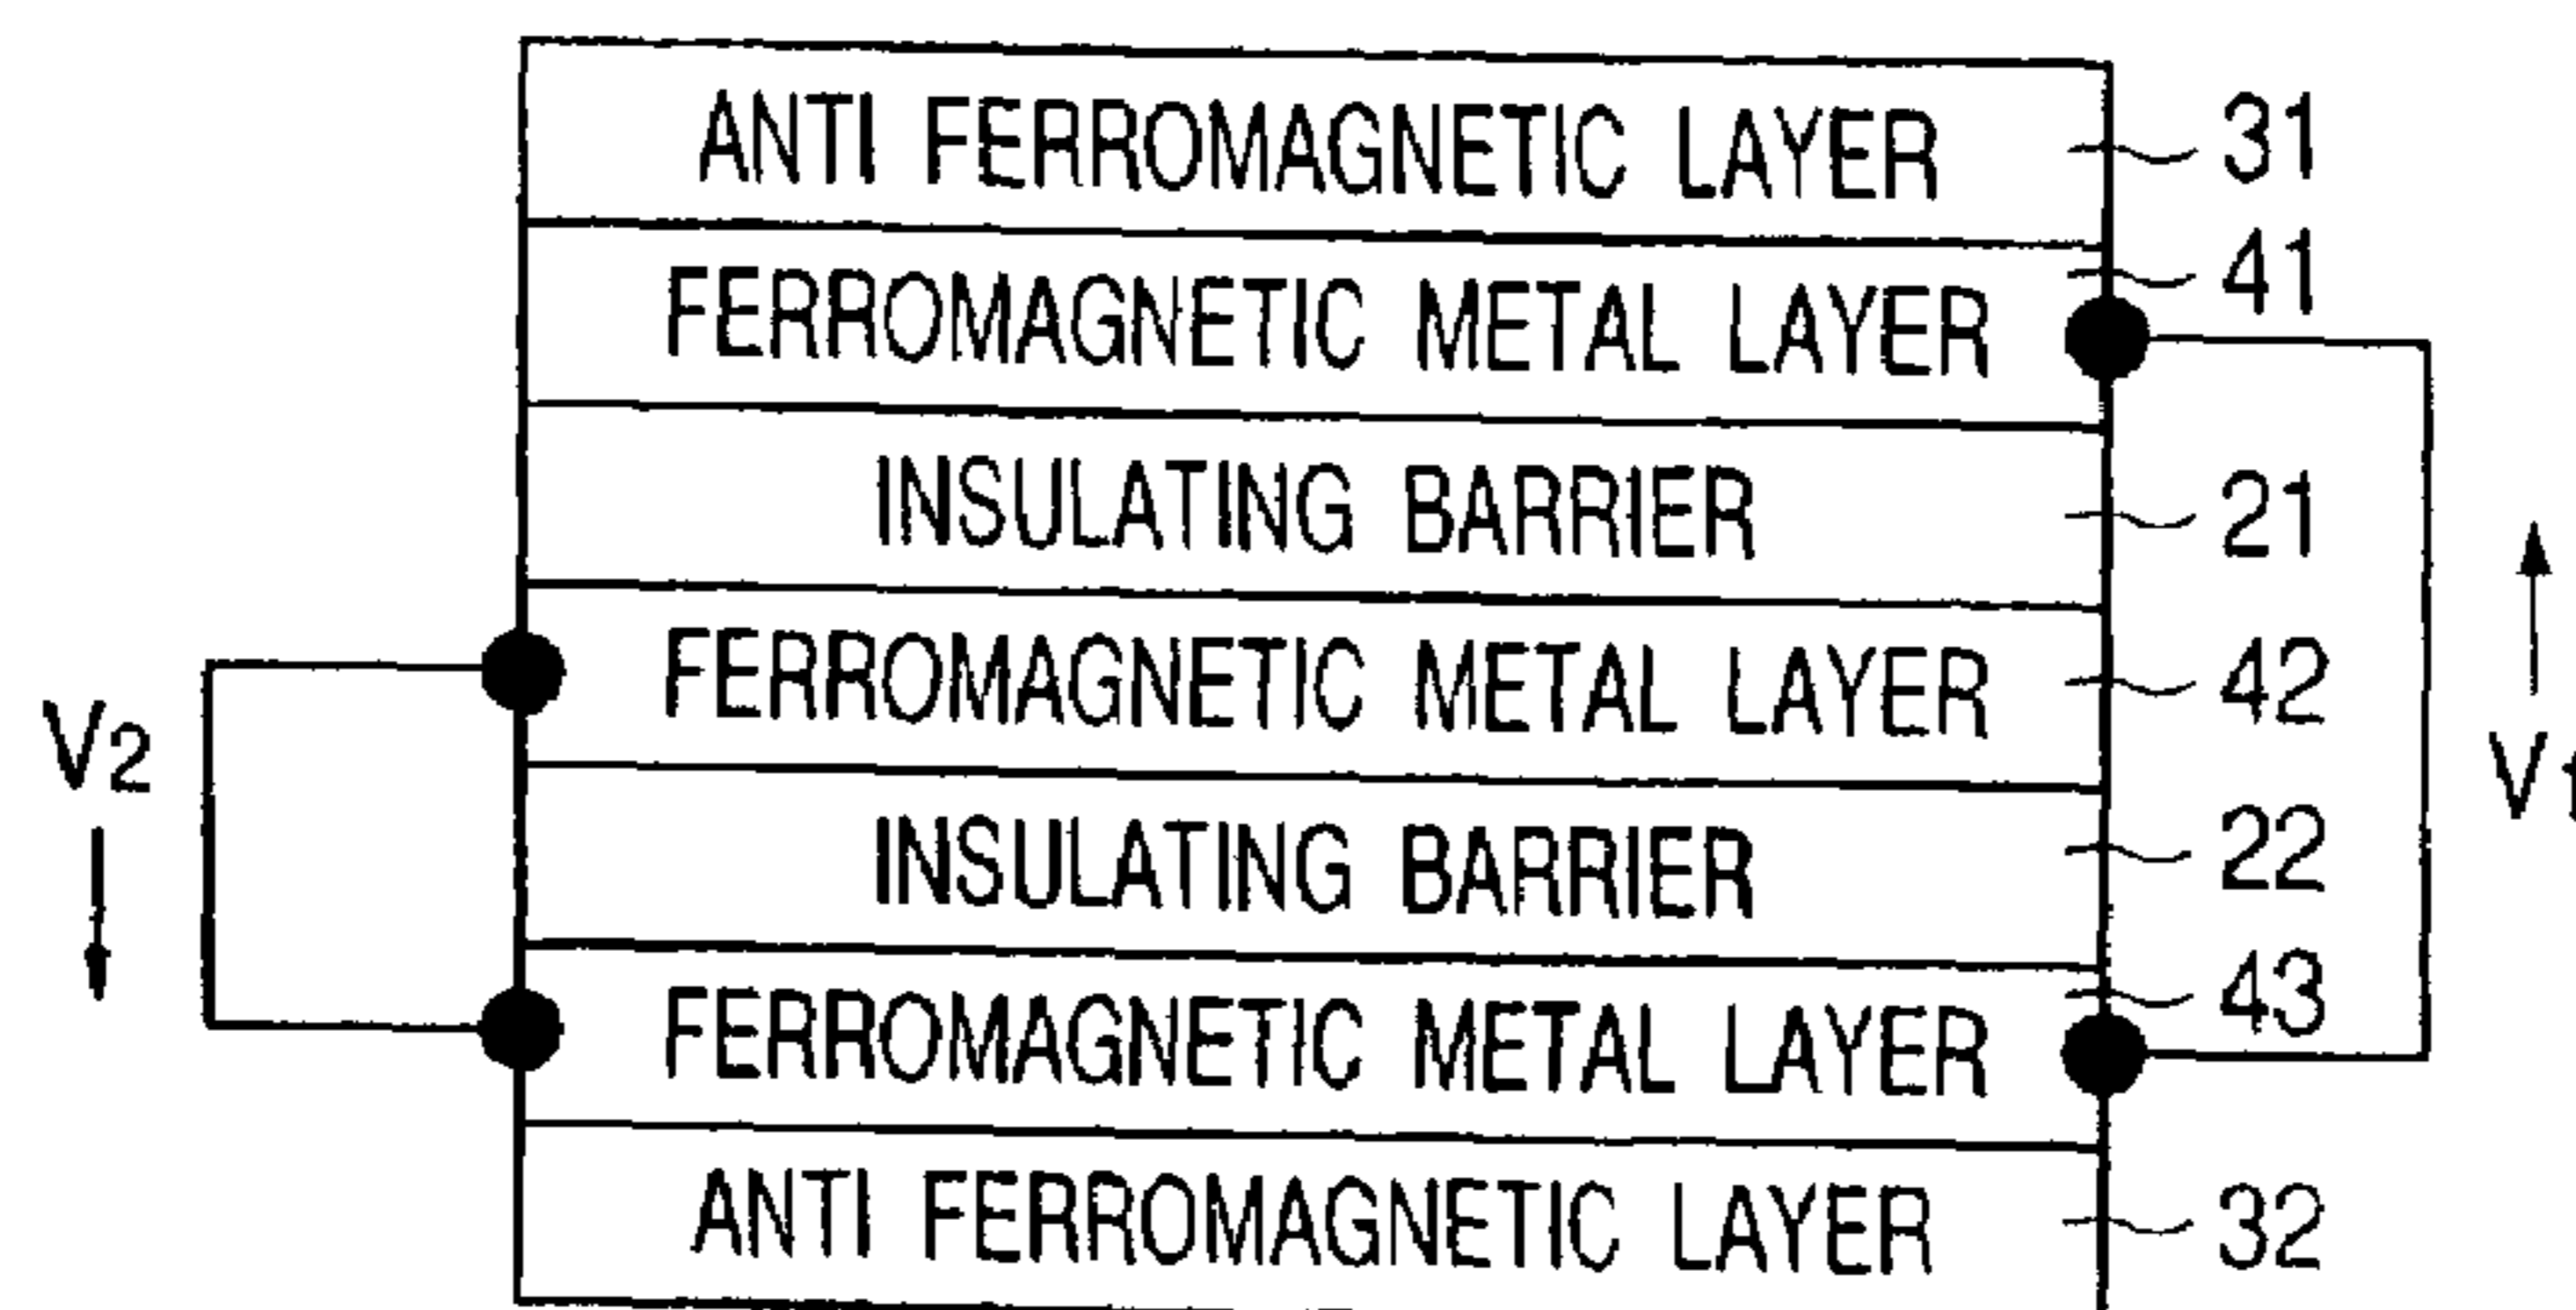 ANTI FERROMAGNETIC LAYER 31
FERROMAGNETIC METAL LAYER 41
INSULATING BARRIER 21
FERROMAGNETIC METAL LAYER 42
V2
V1
INSULATING BARRIER 22
FERROMAGNETIC METAL LAYER 43
ANTI FERROMAGNETIC LAYER 32